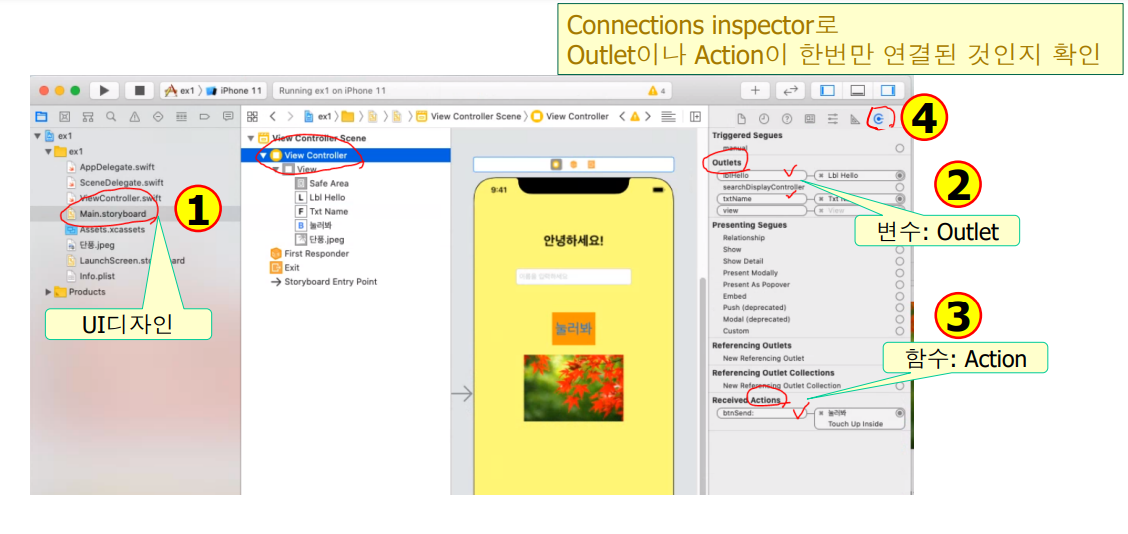 Connections inspector로
Outlet이나 Action이 한번만 연결된 것인지 확인
ex1 〉 iPhone 11
Running ex1 on iPhone 11
4
ex1
ex1
AppDelegate.swift
SceneDelegate.swift
ViewController.swift
Main.storyboard
Assets.xcassets
단풍.jpeg
LaunchScreen.storyboard
Info.plist
Products
1
UI디자인
ex1
View Controller Scene
View Controller
View Controller Scene
View Controller
View
Safe Area
L Lbl Hello
F Txt Name
B 눌러봐
단풍.jpeg
First Responder
Exit
Storyboard Entry Point
9:41
안녕하세요!
이름을 입력하세요
눌러봐
4
Triggered Segues
manual
Outlets
lblHello
Lbl Hello
searchDisplayController
txtName
Txt Name
view
View
2
변수: Outlet
Presenting Segues
Relationship
Show
Show Detail
Present Modally
Present As Popover
Embed
Push (deprecated)
Modal (deprecated)
Custom
3
함수: Action
Referencing Outlets
New Referencing Outlet
Referencing Outlet Collections
New Referencing Outlet Collection
Received Actions
btnSend:
눌러봐
Touch Up Inside